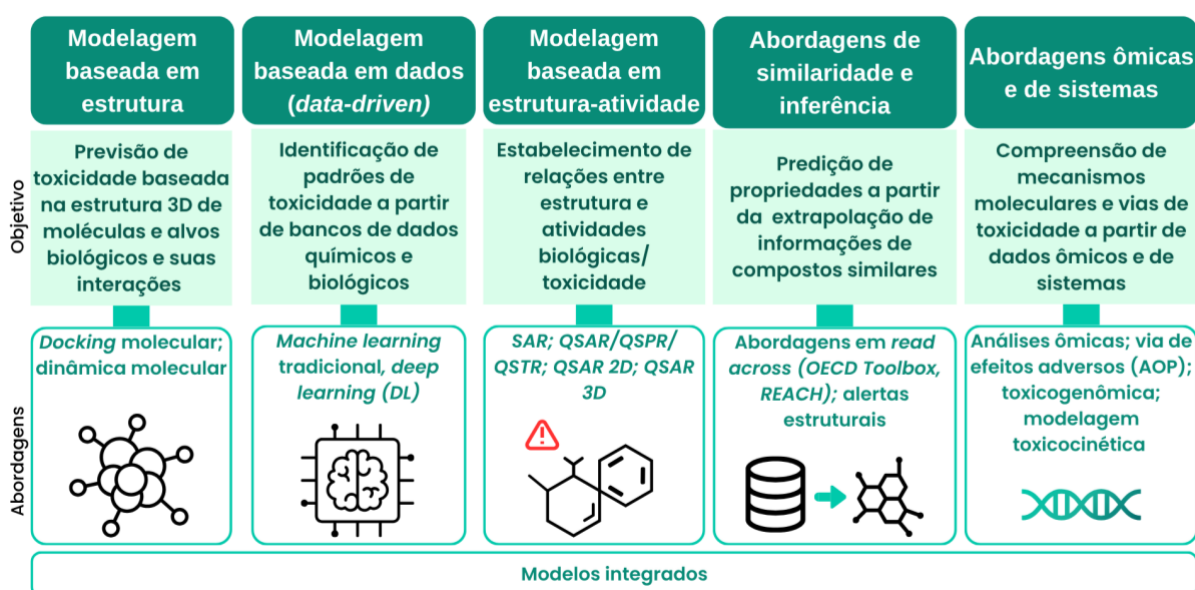 Modelagem
baseada em
estrutura
Modelagem
baseada em dados
(data-driven)
Modelagem
baseada em
estrutura-atividade
Abordagens de
similaridade e
inferência
Abordagens ômicas
e de sistemas
Objetivo
Previsão de
toxicidade baseada
na estrutura 3D de
moléculas e alvos
biológicos e suas
interações
Identificação de
padrões de
toxicidade a partir
de bancos de dados
químicos e
biológicos
Estabelecimento de
relações entre
estrutura e
atividades
biológicas/
toxicidade
Predição de
propriedades a partir
da extrapolação de
informações de
compostos similares
Compreensão de
mecanismos
moleculares e vias de
toxicidade a partir de
dados ômicos e de
sistemas
Abordagens
Docking molecular;
dinâmica molecular
Machine learning
tradicional, deep
learning (DL)
SAR; QSAR/QSPR/
QSTR; QSAR 2D; QSAR
3D
Abordagens em read
across (OECD Toolbox,
REACH); alertas
estruturais
Análises ômicas; via de
efeitos adversos (AOP);
toxicogenômica;
modelagem
toxicocinética
Modelos integrados